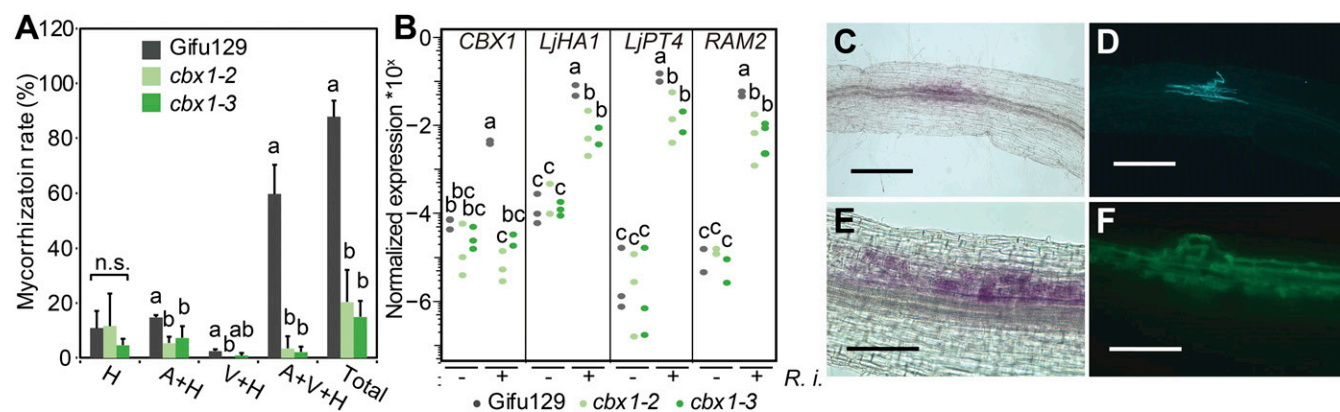 A
120
100
80
60
40
20
0
Mycorrhizatoin rate (%)
Gifu129
cbx1-2
cbx1-3
n.s.
a
b b
a
b
ab
a
b b
a
b b
H
A+H
V+H
A+V+H
Total
B
0
−2
−4
−6
Normalized expression *10ˣ
CBX1
LjHA1
LjPT4
RAM2
b
bc
bc
a
c
bc
c
c
c
a
b
b
c
c
c
a
b
b
c
c
c
a
b
b
: - + - + - + - + R. i.
• Gifu129 • cbx1-2 • cbx1-3
C
D
E
F